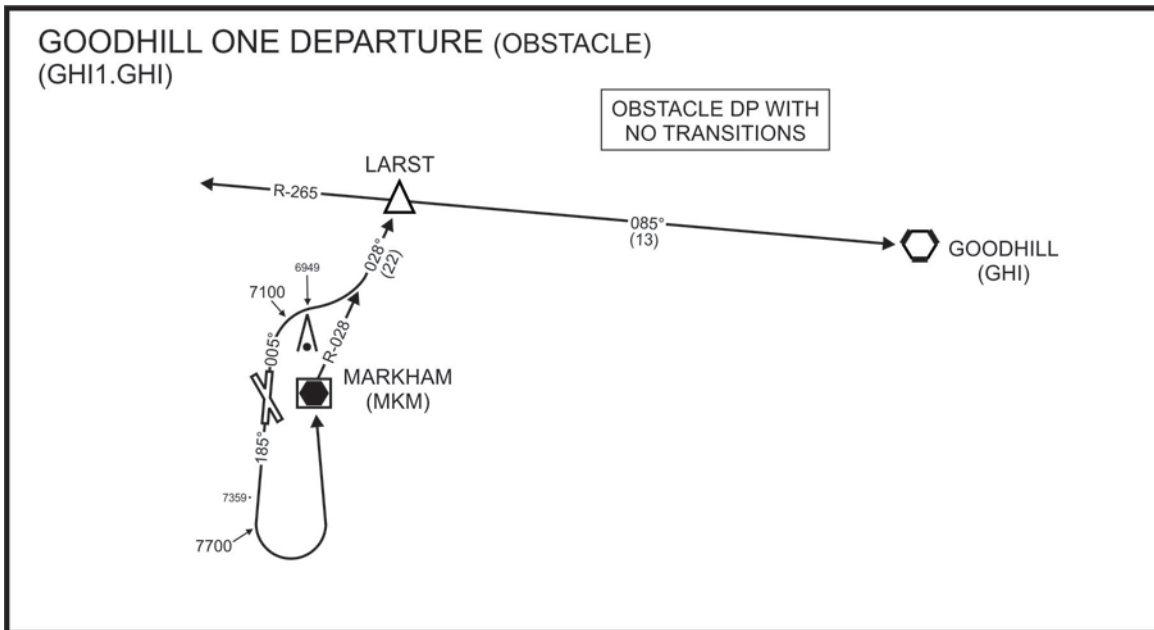 GOODHILL ONE DEPARTURE (OBSTACLE)
(GHI1.GHI)
OBSTACLE DP WITH
NO TRANSITIONS
LARST
R-265
085°
(13)
GOODHILL
(GHI)
028°
(22)
6949
7100
005°
R-028
MARKHAM
(MKM)
185°
7359
7700